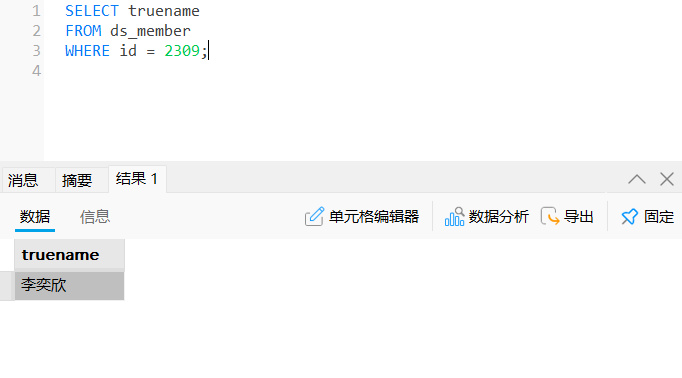 1 SELECT truename
2 FROM ds_member
3 WHERE id = 2309;
4
消息 摘要 结果 1
数据 信息 单元格编辑器 数据分析 导出 固定
truename
李奕欣